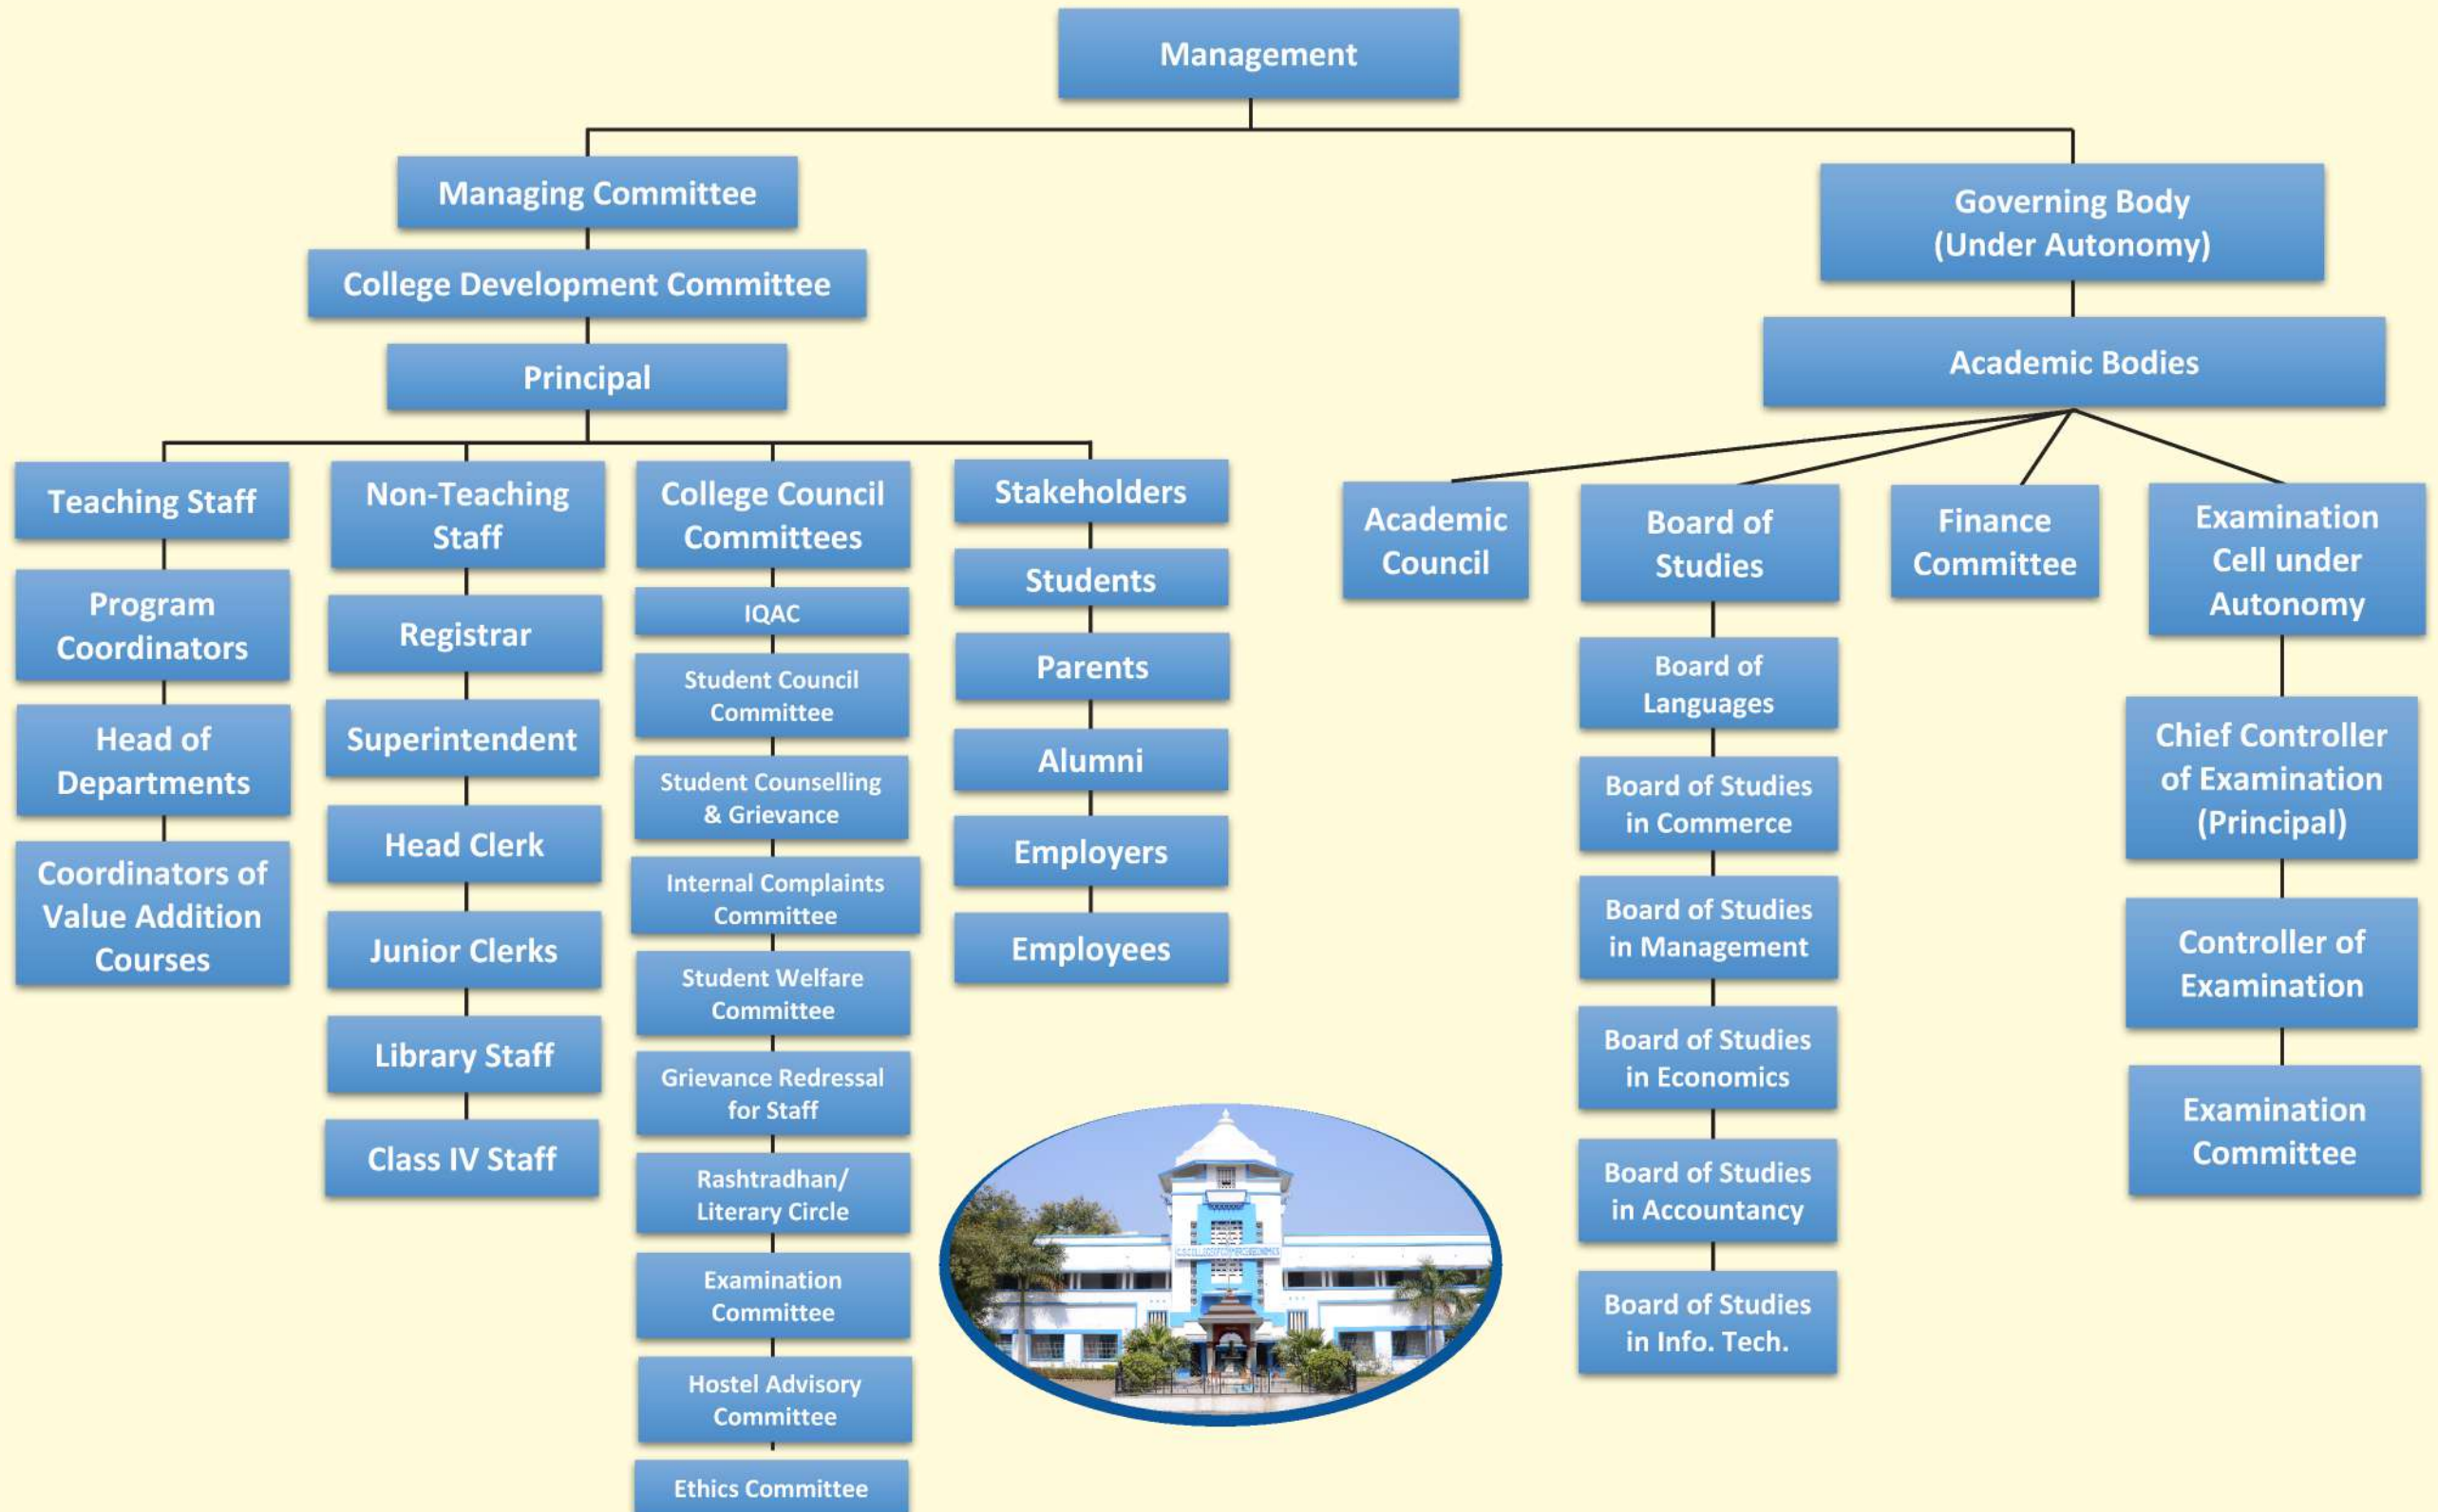 Management
Managing Committee
College Development Committee
Principal
Teaching Staff
Program
Coordinators
Head of
Departments
Coordinators of
Value Addition
Courses
Non-Teaching
Staff
Registrar
Superintendent
Head Clerk
Junior Clerks
Library Staff
Class IV Staff
College Council
Committees
IQAC
Student Council
Committee
Student Counselling
& Grievance
Internal Complaints
Committee
Student Welfare
Committee
Grievance Redressal
for Staff
Rashtradhan/
Literary Circle
Examination
Committee
Hostel Advisory
Committee
Ethics Committee
Stakeholders
Students
Parents
Alumni
Employers
Employees
Governing Body
(Under Autonomy)
Academic Bodies
Academic
Council
Board of
Studies
Board of
Languages
Board of Studies
in Commerce
Board of Studies
in Management
Board of Studies
in Economics
Board of Studies
in Accountancy
Board of Studies
in Info. Tech.
Finance
Committee
Examination
Cell under
Autonomy
Chief Controller
of Examination
(Principal)
Controller of
Examination
Examination
Committee